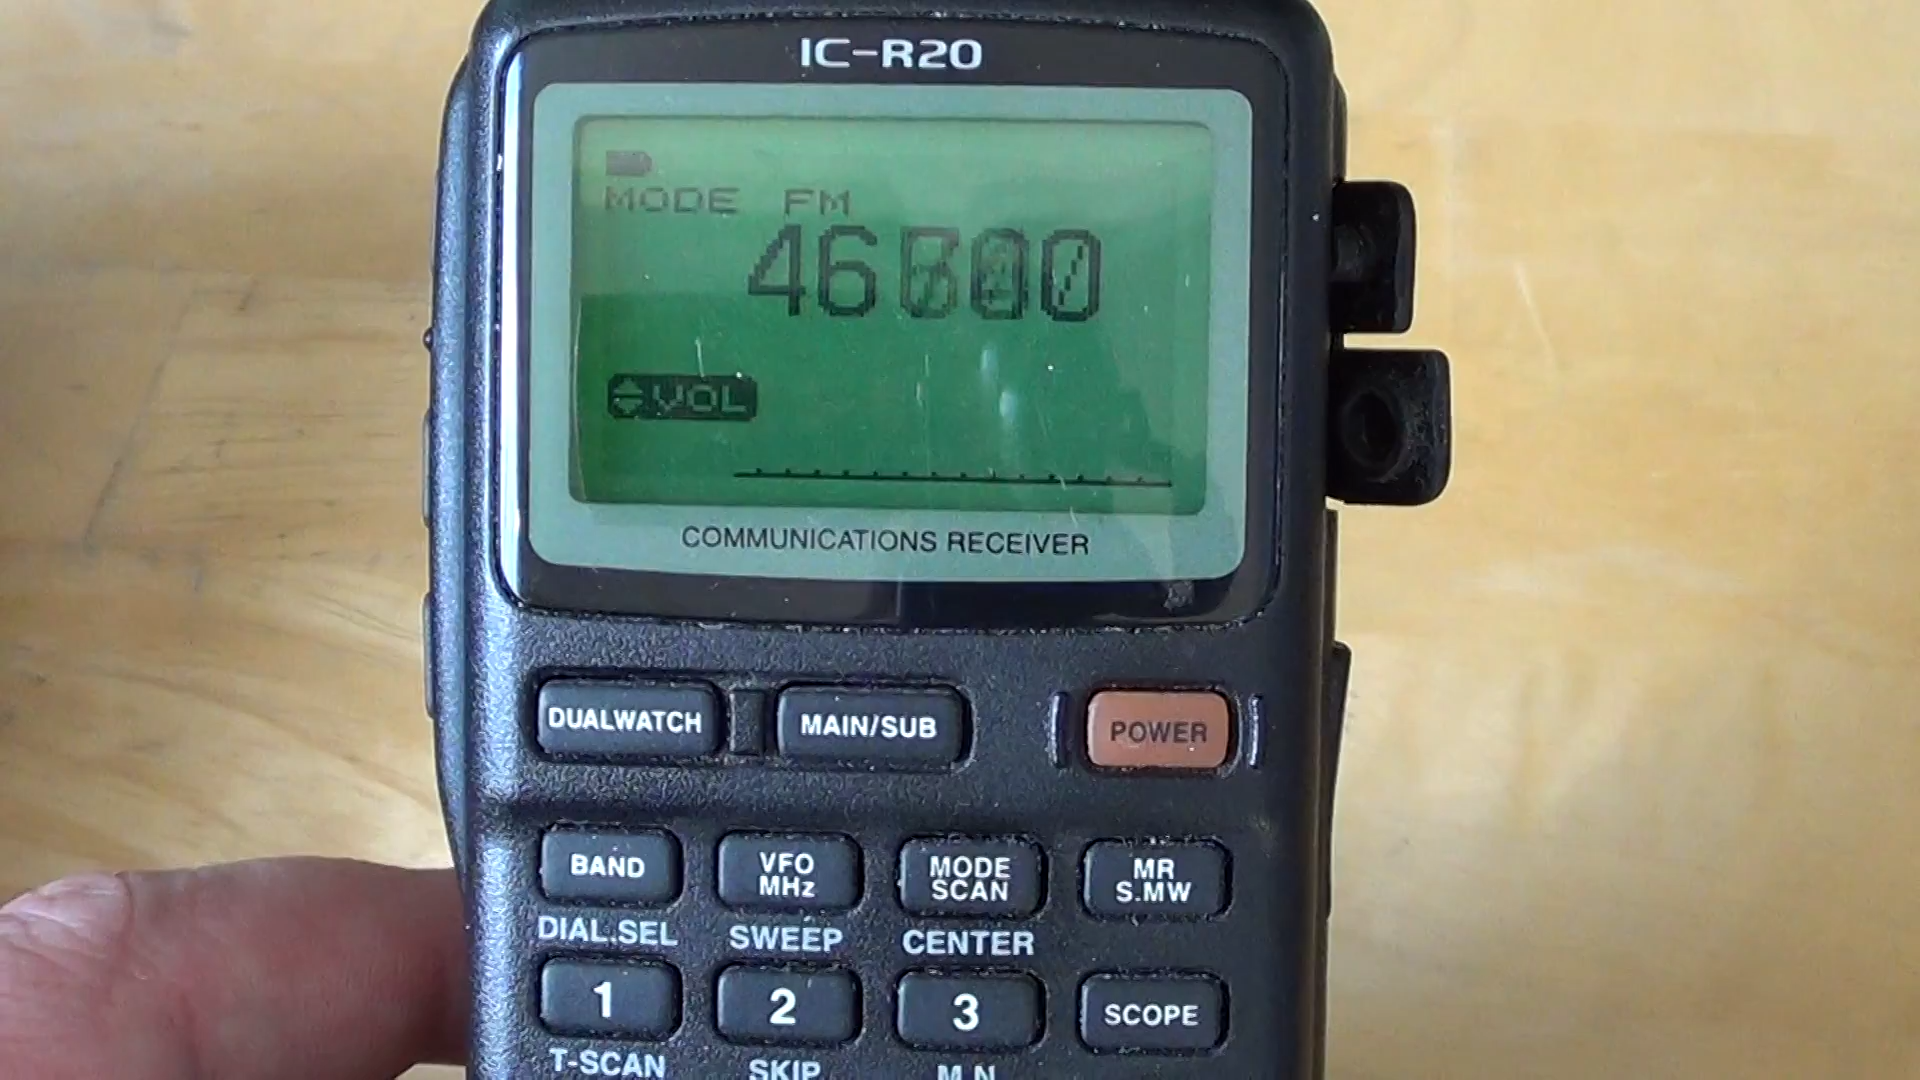 IC-R20
MODE FM
46
VOL
COMMUNICATIONS RECEIVER
DUALWATCH
MAIN/SUB
POWER
BAND
VFO
MHz
MODE
SCAN
MR
S.MW
DIAL.SEL
SWEEP
CENTER
1
2
3
SCOPE
T-SCAN
SKIP
M.N